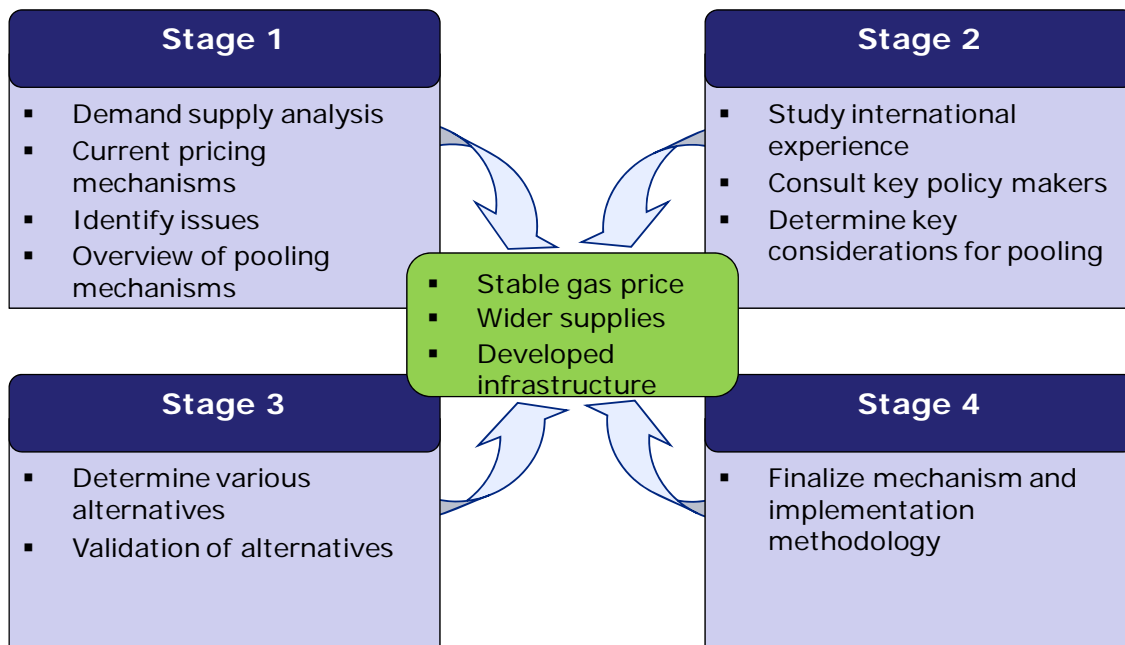 Stage 1
▪ Demand supply analysis
▪ Current pricing
mechanisms
▪ Identify issues
▪ Overview of pooling
mechanisms
Stage 2
▪ Study international
experience
▪ Consult key policy makers
▪ Determine key
considerations for pooling
▪ Stable gas price
▪ Wider supplies
▪ Developed
infrastructure
Stage 3
▪ Determine various
alternatives
▪ Validation of alternatives
Stage 4
▪ Finalize mechanism and
implementation
methodology